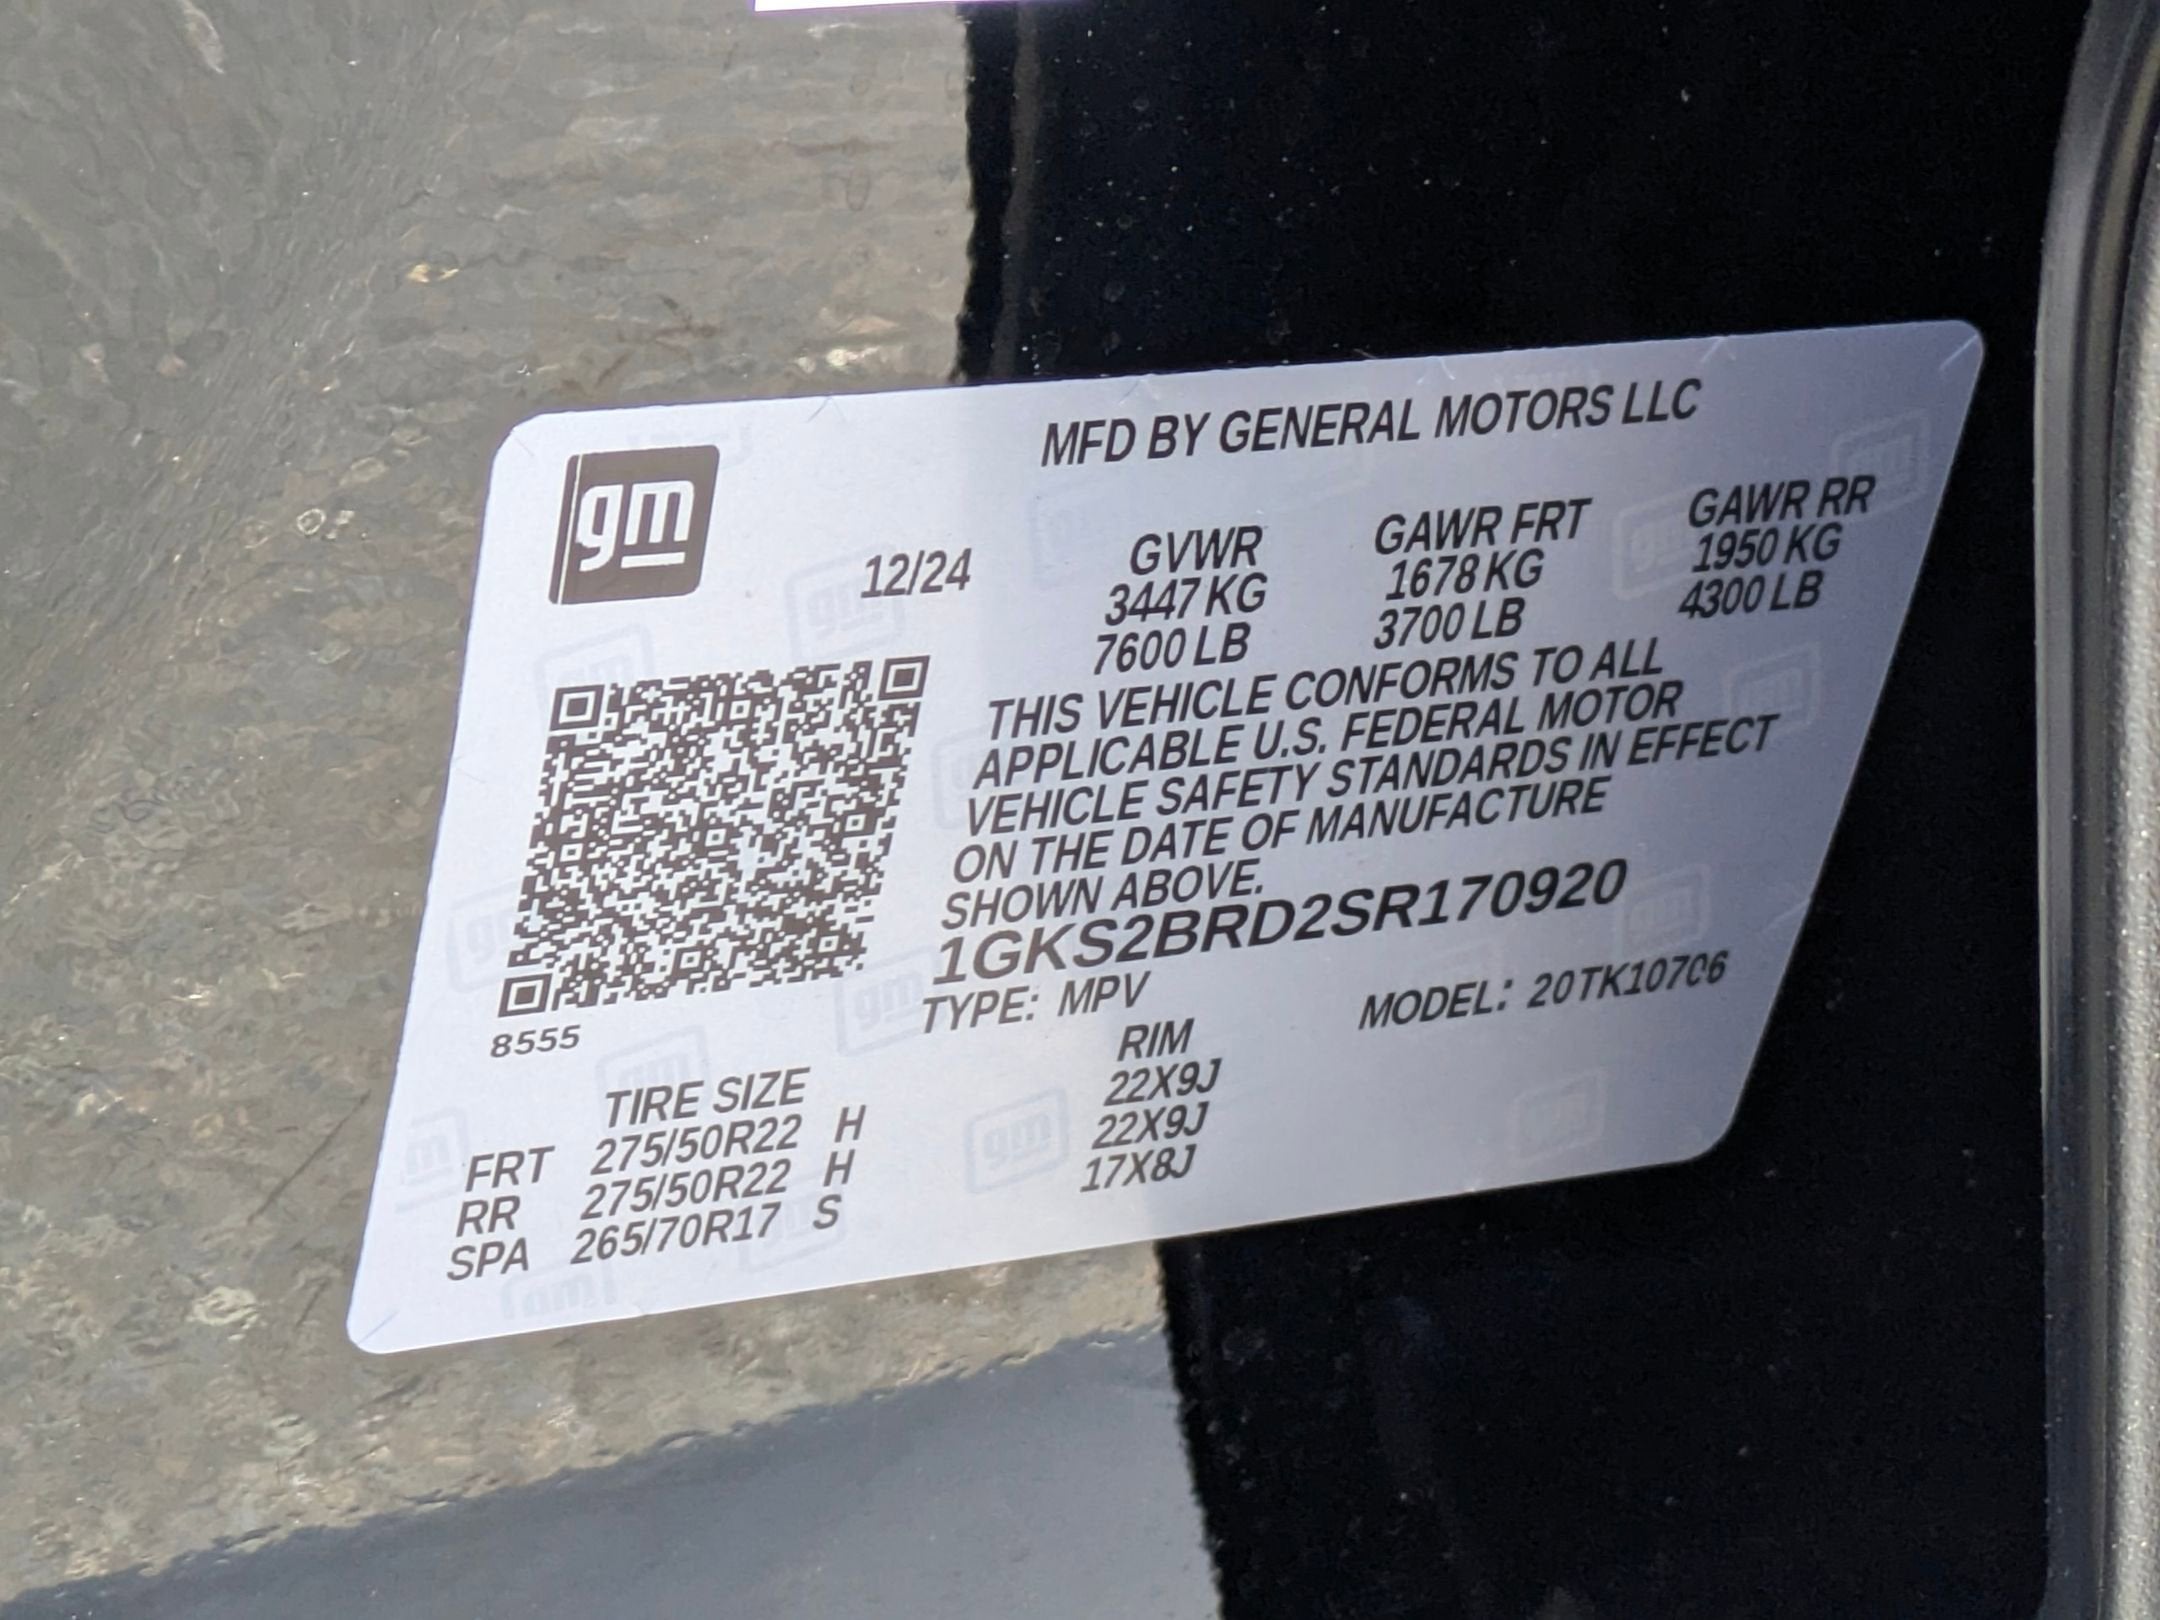 gm
MFD BY GENERAL MOTORS LLC
12/24
GVWR GAWR FRT GAWR RR
3447 KG 1678 KG 1950 KG
7600 LB 3700 LB 4300 LB
THIS VEHICLE CONFORMS TO ALL
APPLICABLE U.S. FEDERAL MOTOR
VEHICLE SAFETY STANDARDS IN EFFECT
ON THE DATE OF MANUFACTURE
SHOWN ABOVE.
1GKS2BRD2SR170920
TYPE: MPV MODEL: 20TK10706
8555
TIRE SIZE RIM
FRT 275/50R22 H 22X9J
RR 275/50R22 H 22X9J
SPA 265/70R17 S 17X8J